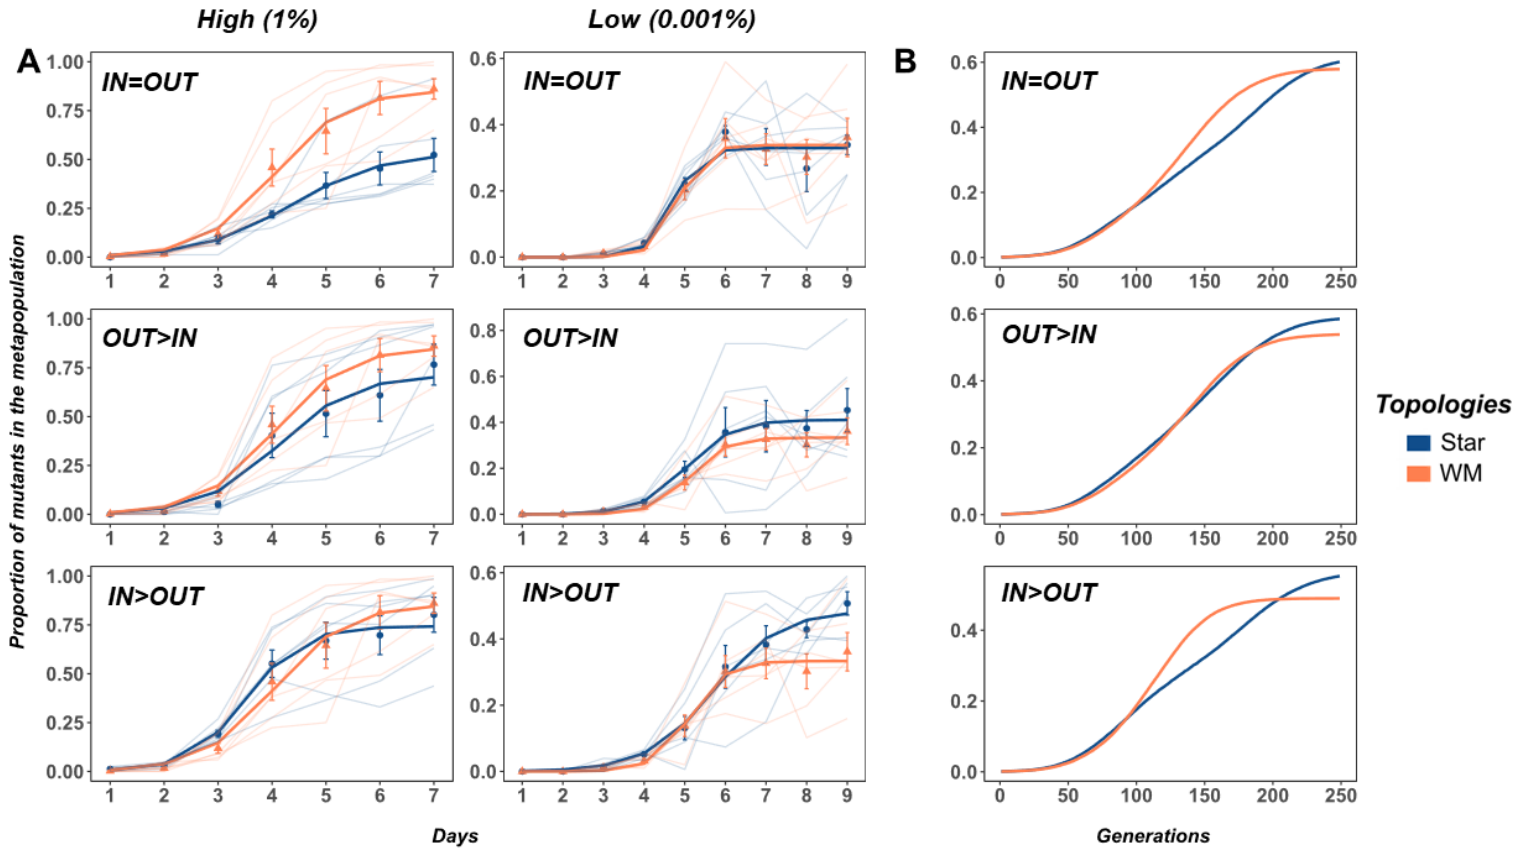 High (1%)
Low (0.001%)
A
B
Proportion of mutants in the metapopulation
IN=OUT
1.00
0.75
0.50
0.25
0.00
1 2 3 4 5 6 7
IN=OUT
0.6
0.4
0.2
0.0
1 2 3 4 5 6 7 8 9
IN=OUT
0.6
0.4
0.2
0.0
0 50 100 150 200 250
OUT>IN
1.00
0.75
0.50
0.25
0.00
1 2 3 4 5 6 7
OUT>IN
0.8
0.6
0.4
0.2
0.0
1 2 3 4 5 6 7 8 9
OUT>IN
0.6
0.4
0.2
0.0
0 50 100 150 200 250
IN>OUT
1.00
0.75
0.50
0.25
0.00
1 2 3 4 5 6 7
IN>OUT
0.6
0.4
0.2
0.0
1 2 3 4 5 6 7 8 9
IN>OUT
0.4
0.2
0.0
0 50 100 150 200 250
Days
Generations
Topologies
Star
WM